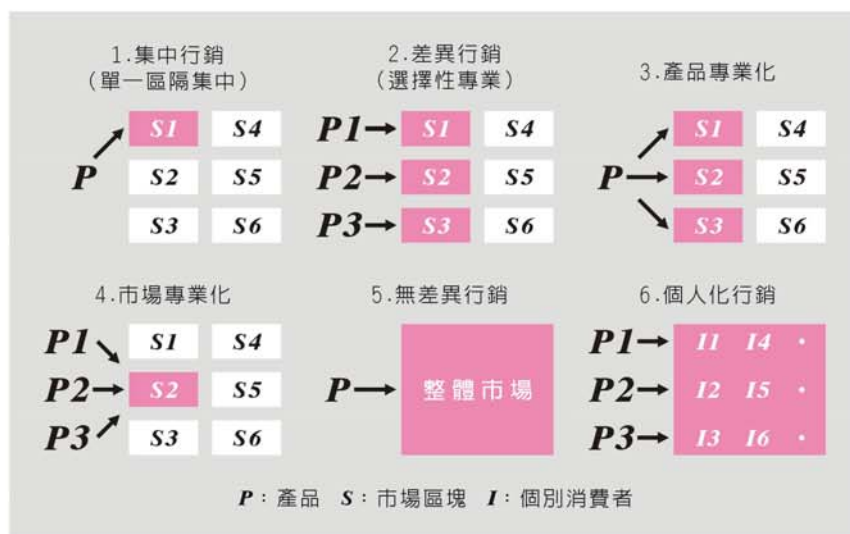 1.集中行銷
(單一區隔集中)
P
S1 S4
S2 S5
S3 S6
2.差異行銷
(選擇性專業)
P1 S1 S4
P2 S2 S5
P3 S3 S6
3.產品專業化
S1 S4
P S2 S5
S3 S6
4.市場專業化
P1 S1 S4
P2 S2 S5
P3 S3 S6
5.無差異行銷
P 整體市場
6.個人化行銷
P1 I1 I4 ·
P2 I2 I5 ·
P3 I3 I6 ·
P：產品 S：市場區塊 I：個別消費者